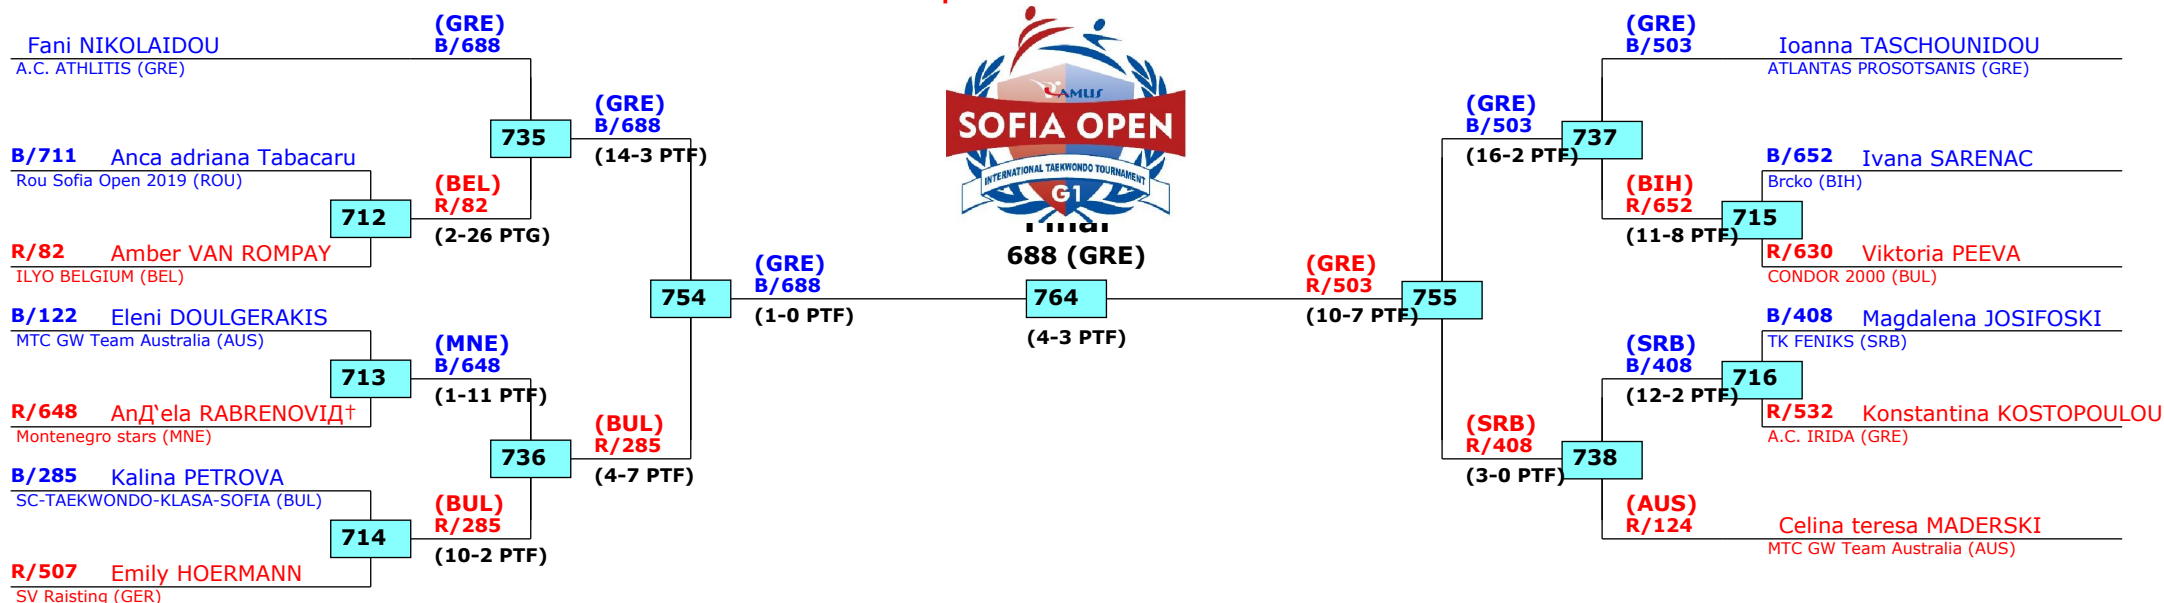 Fani NIKOLAIDOU
A.C. ATHLITIS (GRE)
(GRE)
B/688
735
(GRE)
B/688
(14-3 PTF)
B/711 Anca adriana Tabacaru
Rou Sofia Open 2019 (ROU)
712
(BEL)
R/82
(2-26 PTG)
R/82 Amber VAN ROMPAY
ILYO BELGIUM (BEL)
754
(GRE)
B/688
(1-0 PTF)
B/122 Eleni DOULGERAKIS
MTC GW Team Australia (AUS)
713
(MNE)
B/648
(1-11 PTF)
R/648 AnД‘ela RABRENOVIД†
Montenegro stars (MNE)
736
(BUL)
R/285
(4-7 PTF)
B/285 Kalina PETROVA
SC-TAEKWONDO-KLASA-SOFIA (BUL)
714
(BUL)
R/285
(10-2 PTF)
R/507 Emily HOERMANN
SV Raisting (GER)
RAMUS
SOFIA OPEN
INTERNATIONAL TAEKWONDO TOURNAMENT
G1
Final
688 (GRE)
764
(4-3 PTF)
(GRE)
R/503
(10-7 PTF)
755
(GRE)
B/503
(16-2 PTF)
737
(GRE)
B/503
Ioanna TASCHOUNIDOU
ATLANTAS PROSOTSANIS (GRE)
(BIH)
R/652
(11-8 PTF)
715
B/652 Ivana SARENAC
Brcko (BIH)
R/630 Viktoria PEEVA
CONDOR 2000 (BUL)
(SRB)
R/408
(3-0 PTF)
738
(SRB)
B/408
(12-2 PTF)
716
B/408 Magdalena JOSIFOSKI
TK FENIKS (SRB)
R/532 Konstantina KOSTOPOULOU
A.C. IRIDA (GRE)
(AUS)
R/124
Celina teresa MADERSKI
MTC GW Team Australia (AUS)